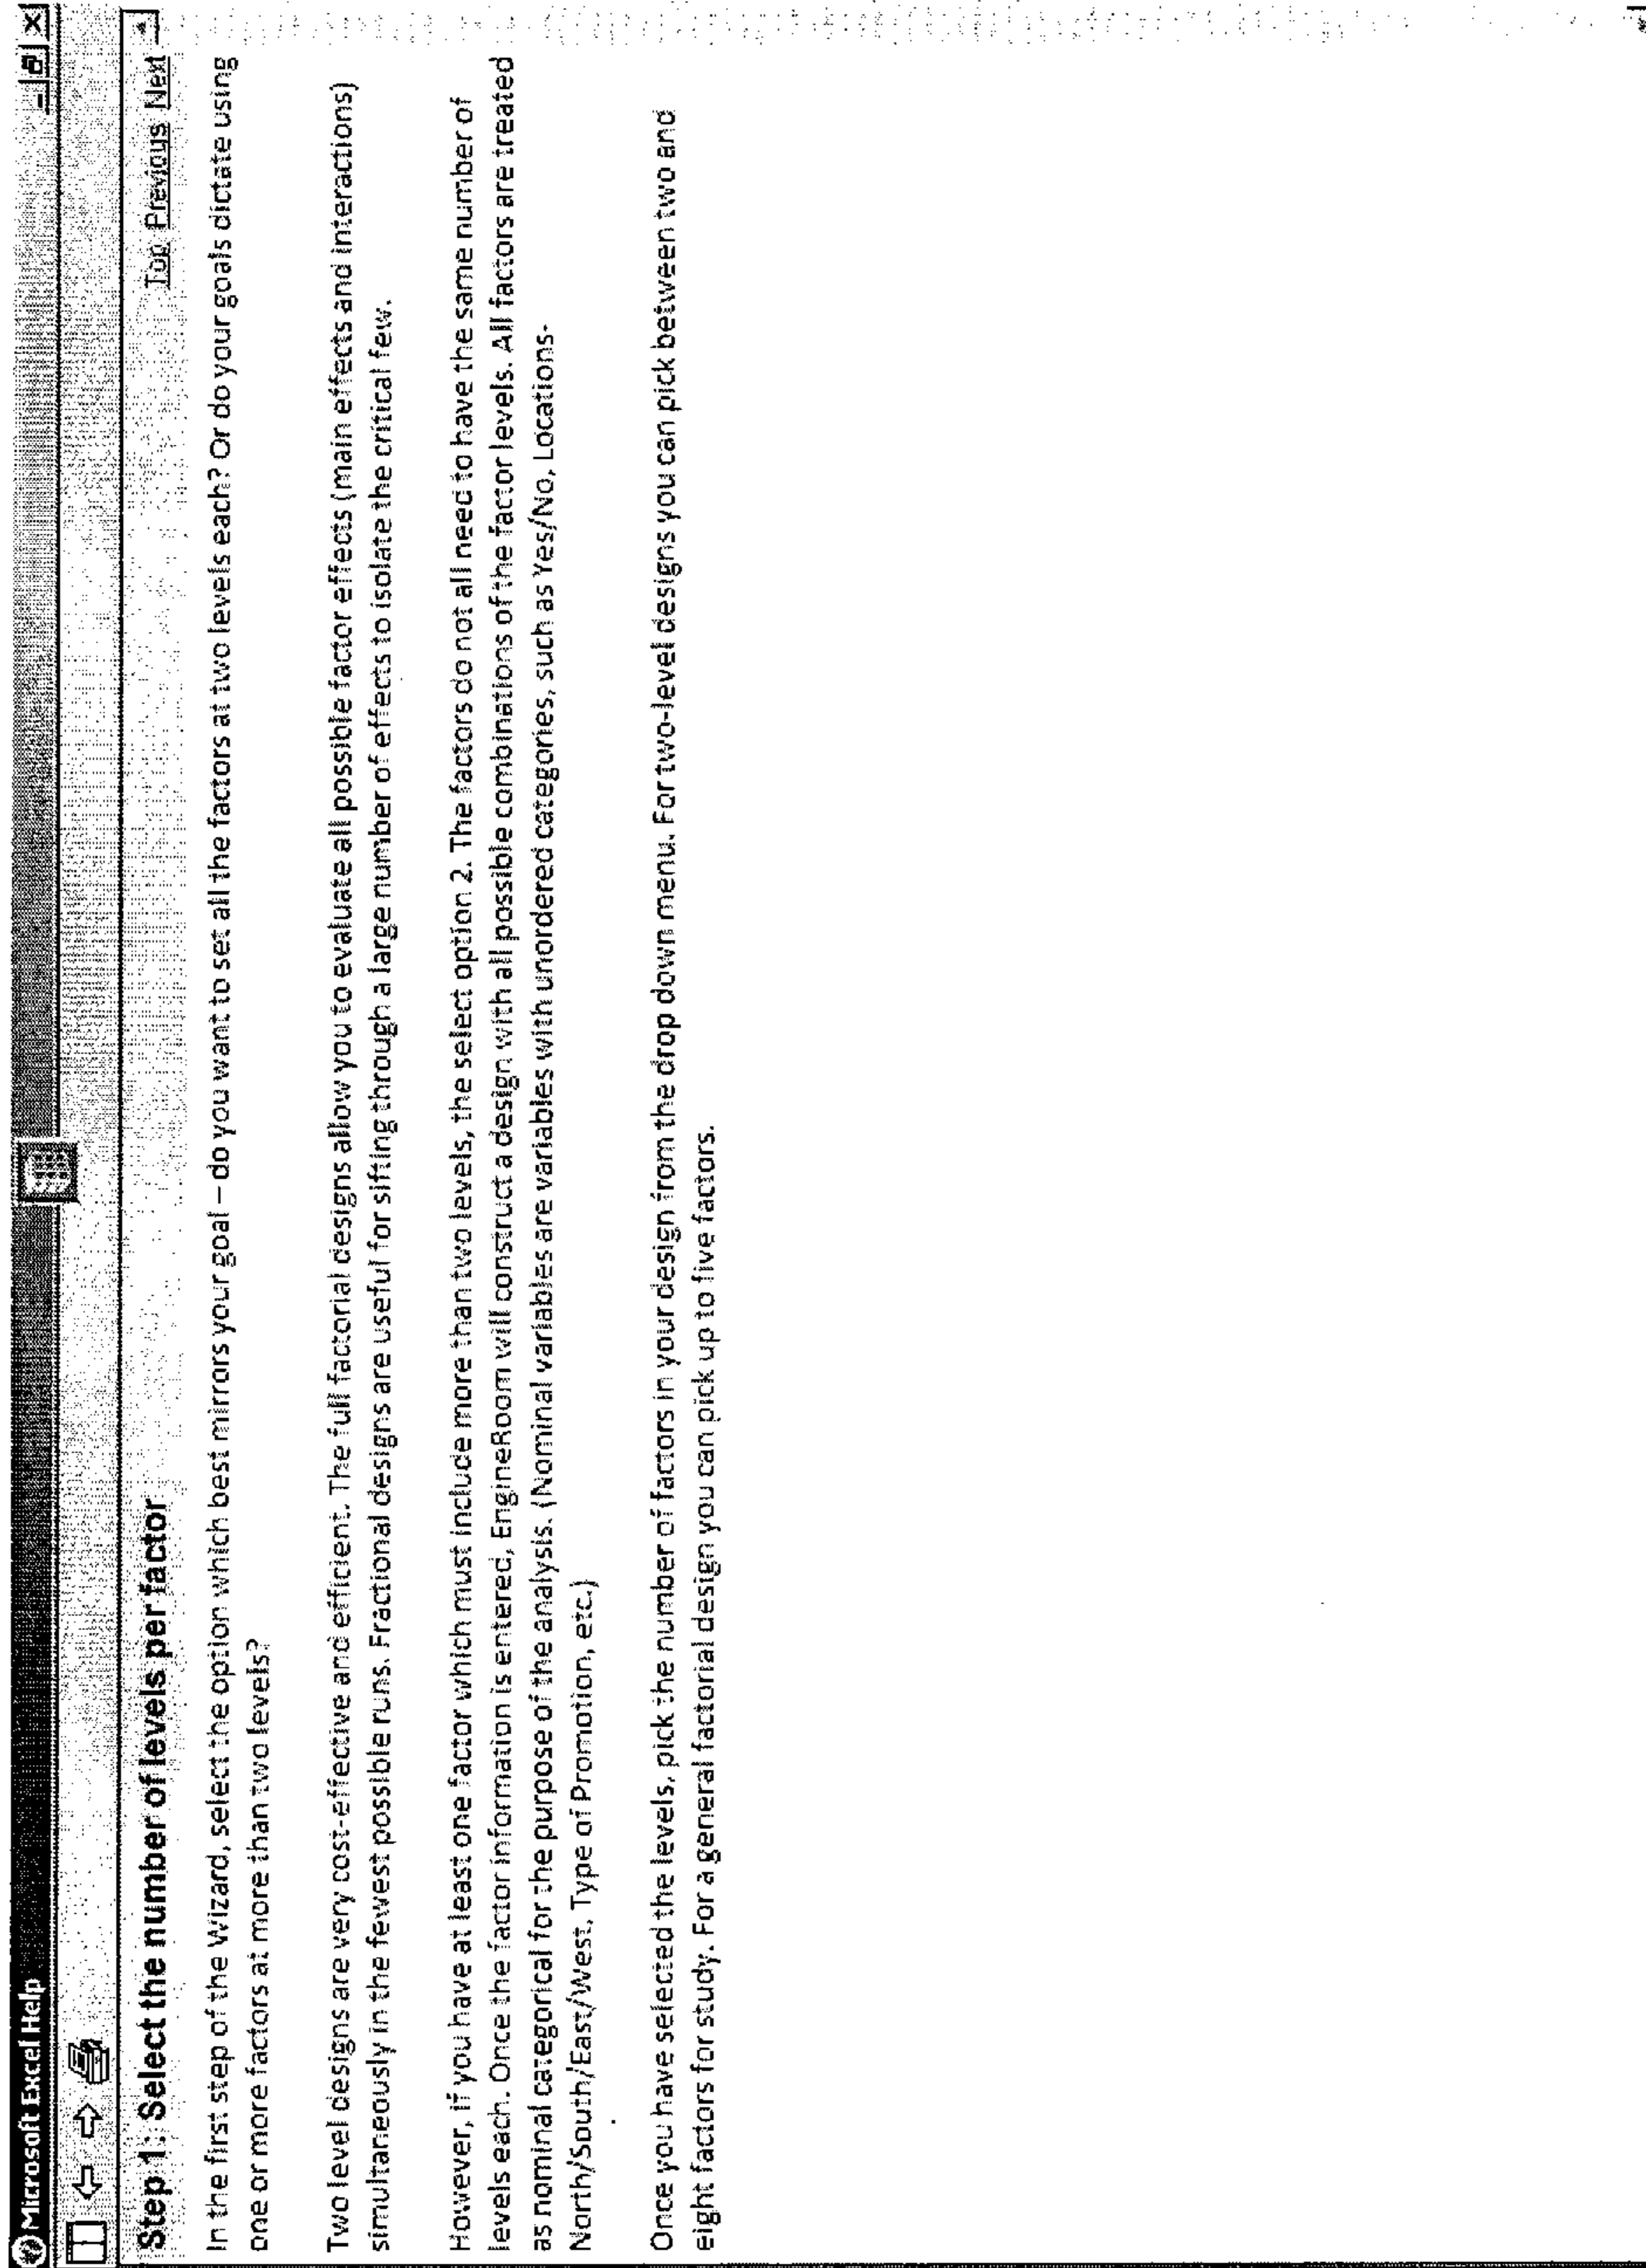 Microsoft Excel Help
Step 1: Select the number of levels per factor
Top Previous Next
In the first step of the Wizard, select the option which best mirrors your goal – do you want to set all the factors at two levels each? Or do your goals dictate using
one or more factors at more than two levels?
Two level designs are very cost-effective and efficient. The full factorial designs allow you to evaluate all possible factor effects (main effects and interactions)
simultaneously in the fewest possible runs. Fractional designs are useful for sifting through a large number of effects to isolate the critical few.
However, if you have at least one factor which must include more than two levels, the select option 2. The factors do not all need to have the same number of
levels each. Once the factor information is entered, EngineRoom will construct a design with all possible combinations of the factor levels. All factors are treated
as nominal categorical for the purpose of the analysis. (Nominal variables are variables with unordered categories, such as Yes/No, Locations-
North/South/East/West, Type of Promotion, etc.)
Once you have selected the levels, pick the number of factors in your design from the drop down menu. For two-level designs you can pick between two and
eight factors for study. For a general factorial design you can pick up to five factors.